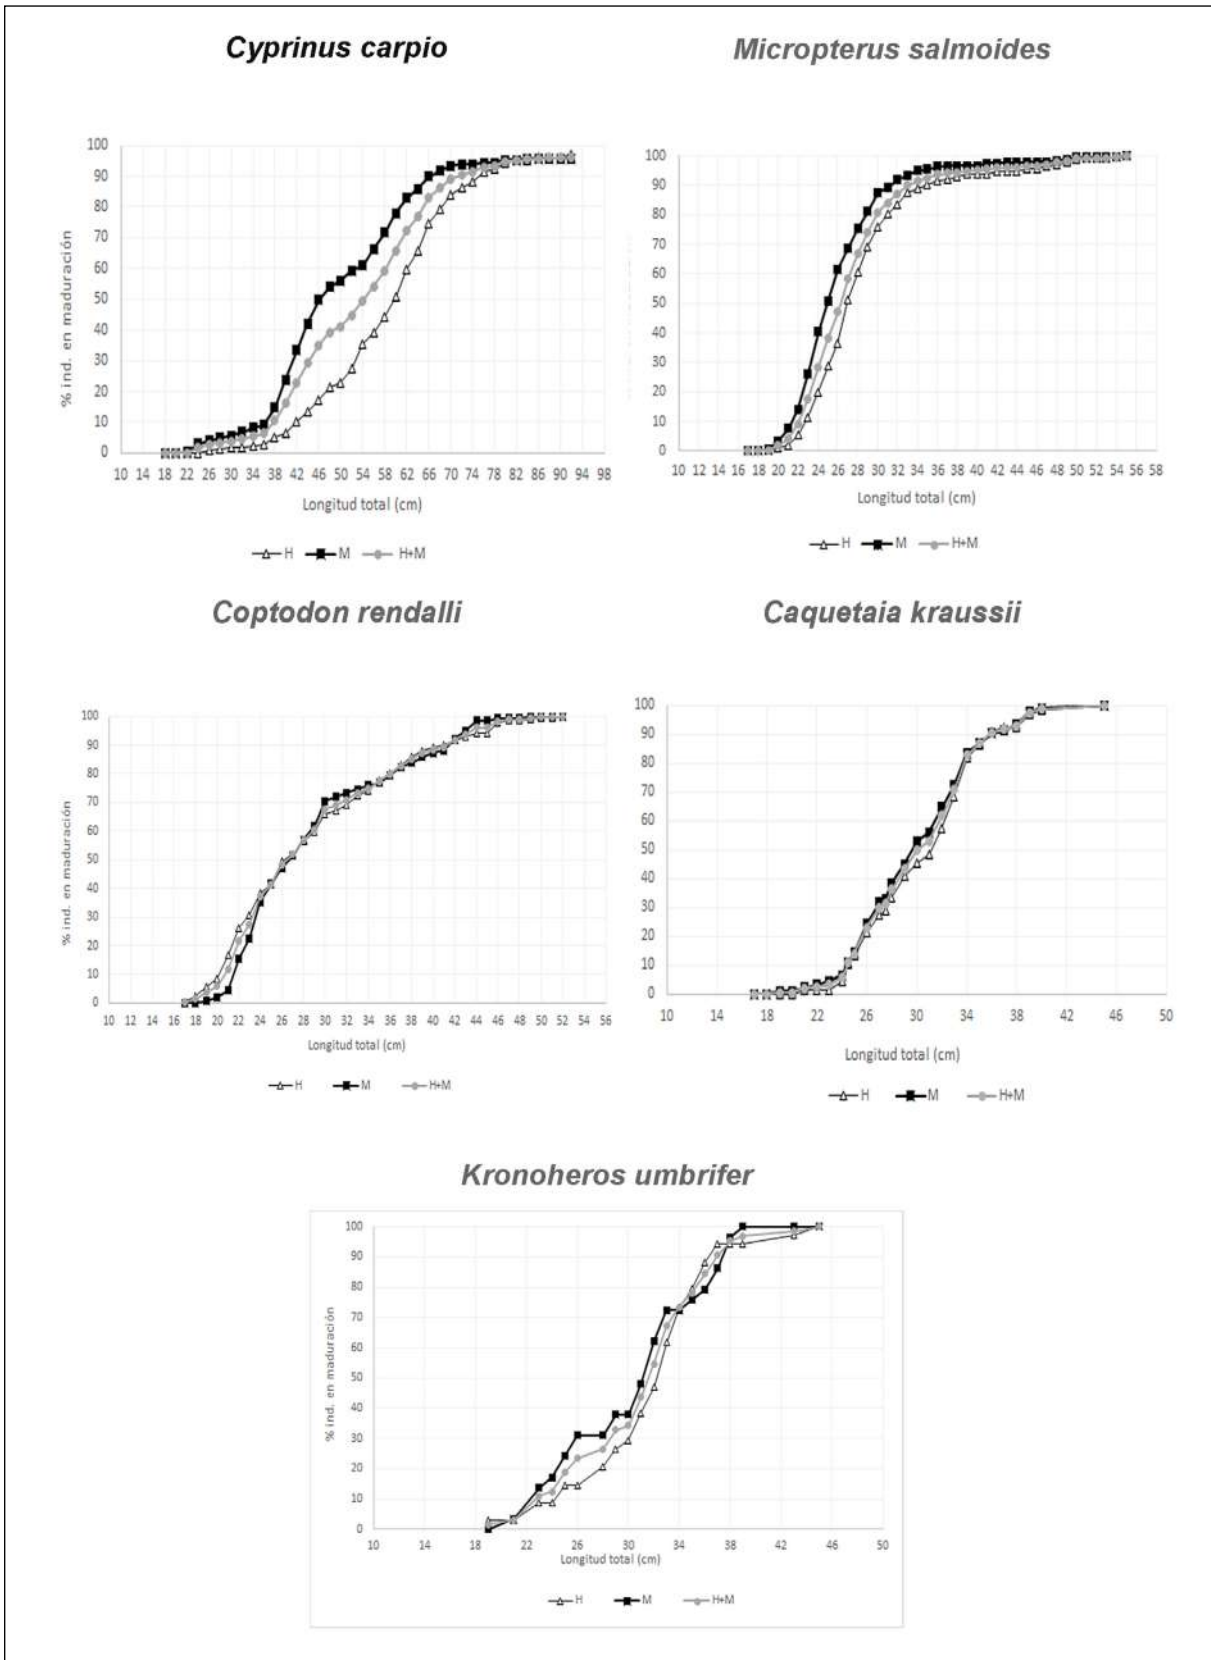 Cyprinus carpio
Micropterus salmoides
% ind. en maduración
100
90
80
70
60
50
40
30
20
10
0
10 14 18 22 26 30 34 38 42 46 50 54 58 62 66 70 74 78 82 86 90 94 98
Longitud total (cm)
H M H+M
100
90
80
70
60
50
40
30
20
10
0
10 12 14 16 18 20 22 24 26 28 30 32 34 36 38 40 42 44 46 48 50 52 54 56 58
Longitud total (cm)
H M H+M
Coptodon rendalli
Caquetaia kraussii
% ind. en maduración
100
90
80
70
60
50
40
30
20
10
0
10 12 14 16 18 20 22 24 26 28 30 32 34 36 38 40 42 44 46 48 50 52 54 56
Longitud total (cm)
H M H+M
% ind. en maduración
100
90
80
70
60
50
40
30
20
10
0
10 14 18 22 26 30 34 38 42 46 50
Longitud total (cm)
H M H+M
Kronoheros umbrifer
% ind. en maduración
100
90
80
70
60
50
40
30
20
10
0
10 14 18 22 26 30 34 38 42 46 50
Longitud total (cm)
H M H+M